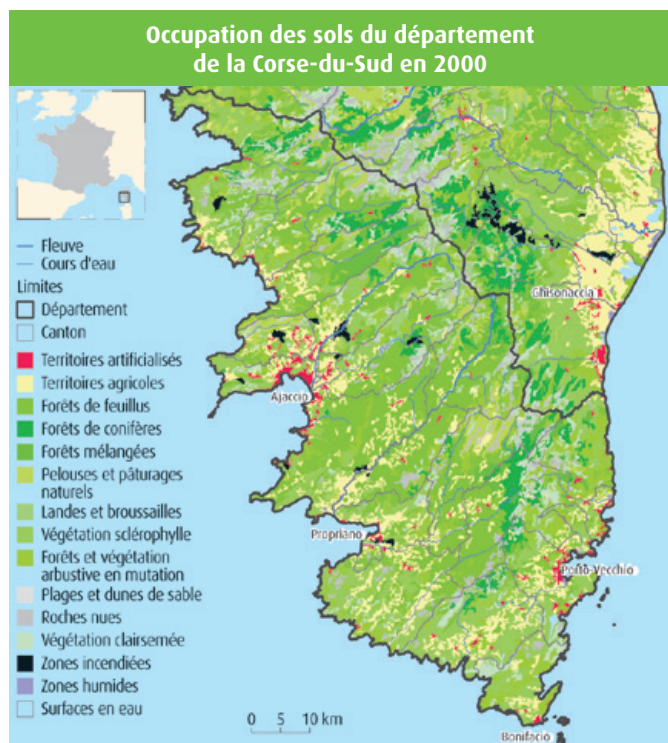 Occupation des sols du département
de la Corse-du-Sud en 2000
Fleuve
Cours d'eau
Limites
Département
Canton
Territoires artificialisés
Territoires agricoles
Forêts de feuillus
Forêts de conifères
Forêts mélangées
Pelouses et pâturages
naturels
Landes et broussailles
Végétation sclérophylle
Forêts et végétation
arbustive en mutation
Plages et dunes de sable
Roches nues
Végétation clairsemée
Zones incendiées
Zones humides
Surfaces en eau
0 5 10 km
Ghisonaccia
Ajaccio
Propriano
Porto-Vecchio
Bonifacio